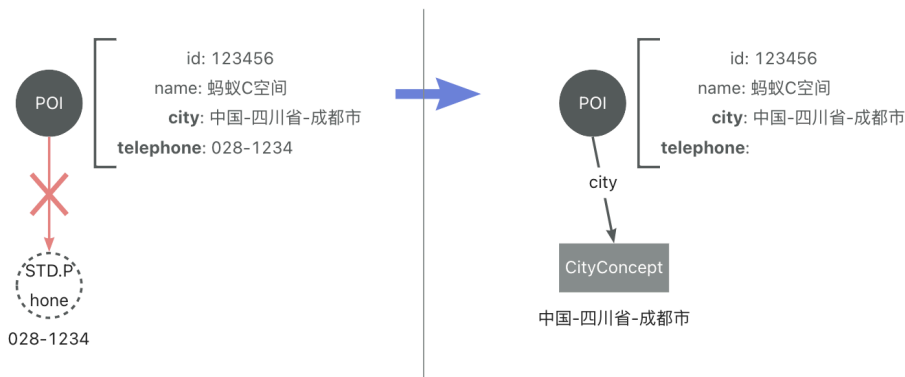 POI
id: 123456
name: 蚂蚁C空间
city: 中国-四川省-成都市
telephone: 028-1234
STD.P
hone
028-1234
POI
id: 123456
name: 蚂蚁C空间
city: 中国-四川省-成都市
telephone:
city
CityConcept
中国-四川省-成都市